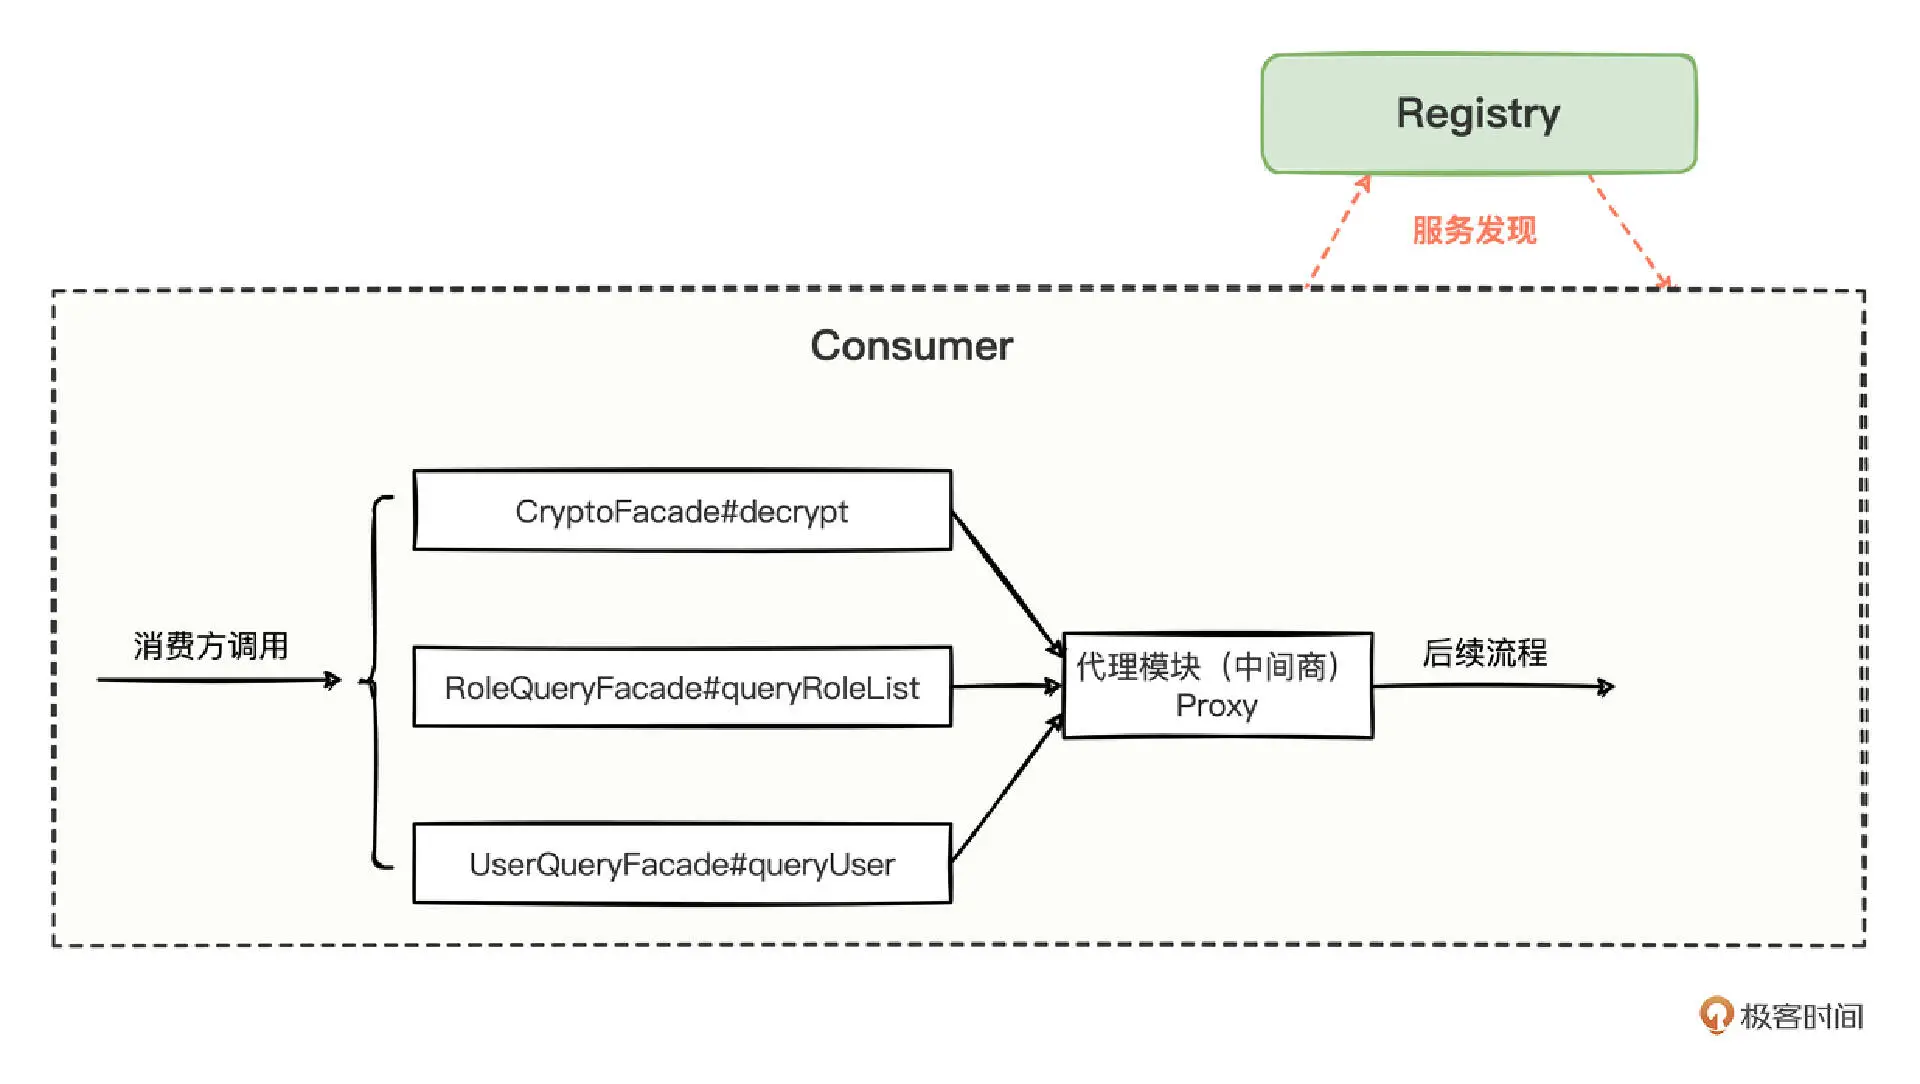 Registry
服务发现
Consumer
CryptoFacade#decrypt
消费方调用
RoleQueryFacade#queryRoleList
代理模块（中间商）
Proxy
后续流程
UserQueryFacade#queryUser
极客时间